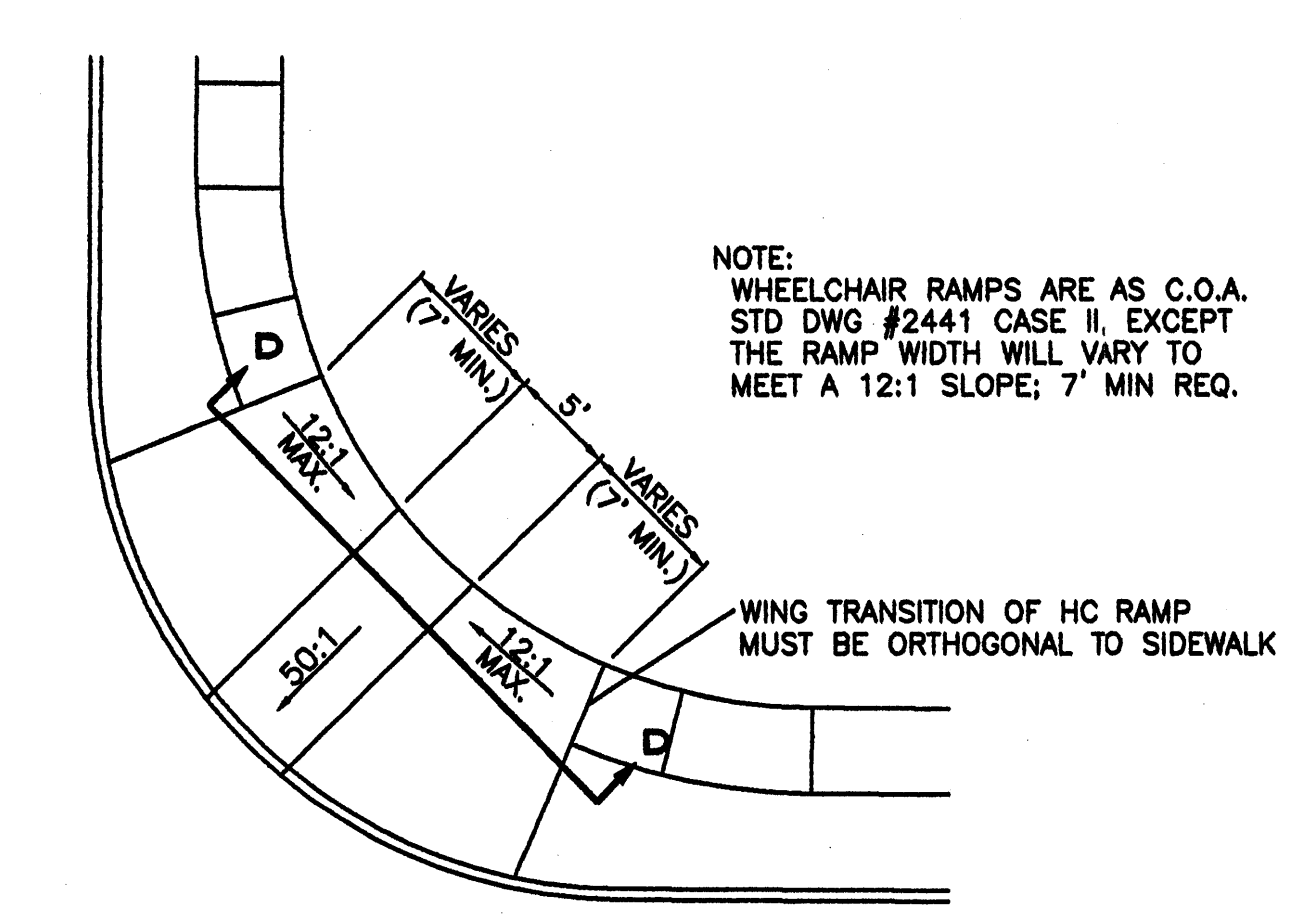 NOTE:
WHEELCHAIR RAMPS ARE AS C.O.A.
STD DWG #2441 CASE II, EXCEPT
THE RAMP WIDTH WILL VARY TO
MEET A 12:1 SLOPE; 7' MIN REQ.
VARIES
(7' MIN.)
5'
VARIES
(7' MIN.)
D
12:1
MAX.
50:1
12:1
MAX.
WING TRANSITION OF HC RAMP
MUST BE ORTHOGONAL TO SIDEWALK
D